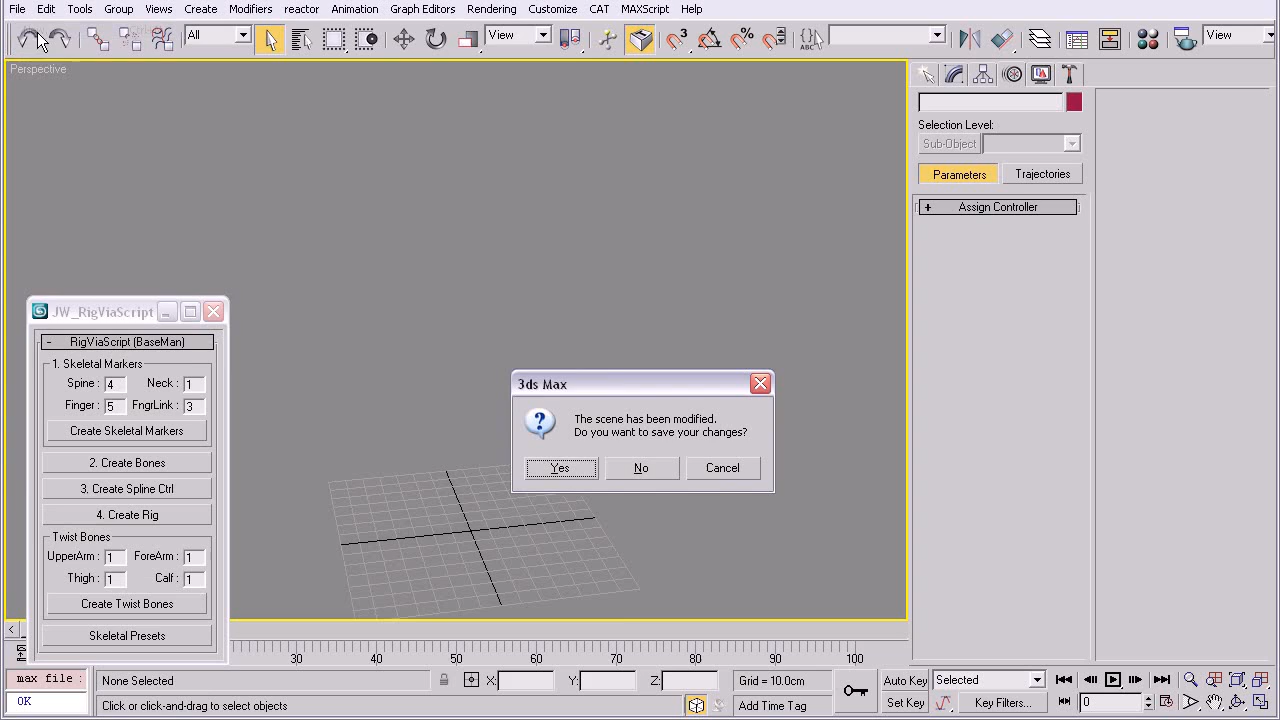 File Edit Tools Group Views Create Modifiers reactor Animation Graph Editors Rendering Customize CAT MAXScript Help
All View 3 % ABC View
Perspective
Selection Level:
Sub-Object
Parameters Trajectories
+ Assign Controller
JW_RigViaScript
- RigViaScript (BaseMan)
1. Skeletal Markers
Spine : 4 Neck : 1
Finger : 5 FngrLink : 3
Create Skeletal Markers
2. Create Bones
3. Create Spline Ctrl
4. Create Rig
Twist Bones
UpperArm : 1 ForeArm : 1
Thigh : 1 Calf : 1
Create Twist Bones
Skeletal Presets
3ds Max
The scene has been modified.
Do you want to save your changes?
Yes No Cancel
30 40 50 60 70 80 90 100
max file : None Selected X: Y: Z: Grid = 10.0cm Auto Key Selected
OK Click or click-and-drag to select objects Add Time Tag Set Key Key Filters... 0